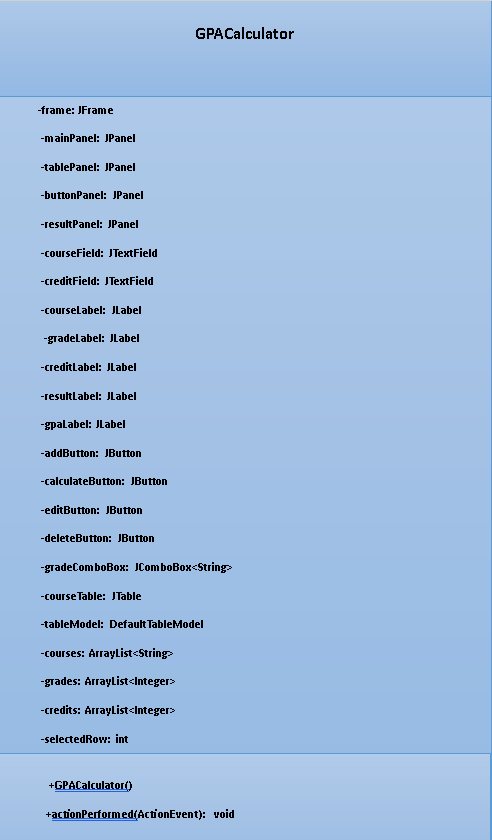 GPACalculator
-frame: JFrame
-mainPanel: JPanel
-tablePanel: JPanel
-buttonPanel: JPanel
-resultPanel: JPanel
-courseField: JTextField
-creditField: JTextField
-courseLabel: JLabel
-gradeLabel: JLabel
-creditLabel: JLabel
-resultLabel: JLabel
-gpaLabel: JLabel
-addButton: JButton
-calculateButton: JButton
-editButton: JButton
-deleteButton: JButton
-gradeComboBox: JComboBox<String>
-courseTable: JTable
-tableModel: DefaultTableModel
-courses: ArrayList<String>
-grades: ArrayList<Integer>
-credits: ArrayList<Integer>
-selectedRow: int
+GPACalculator()
+actionPerformed(ActionEvent): void